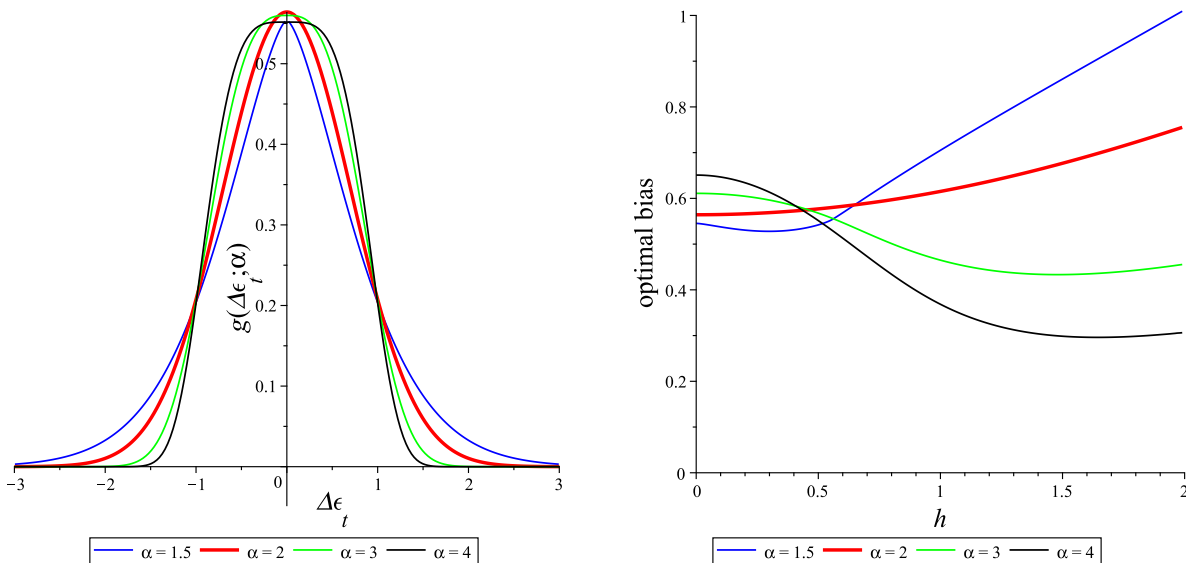 0.5
0.4
0.3
0.2
0.1
g(Δϵt;α)
−3 −2 −1 0 1 2 3
Δϵt
α = 1.5 α = 2 α = 3 α = 4
1
0.8
0.6
0.4
0.2
0
optimal bias
0 0.5 1 1.5 2
h
α = 1.5 α = 2 α = 3 α = 4